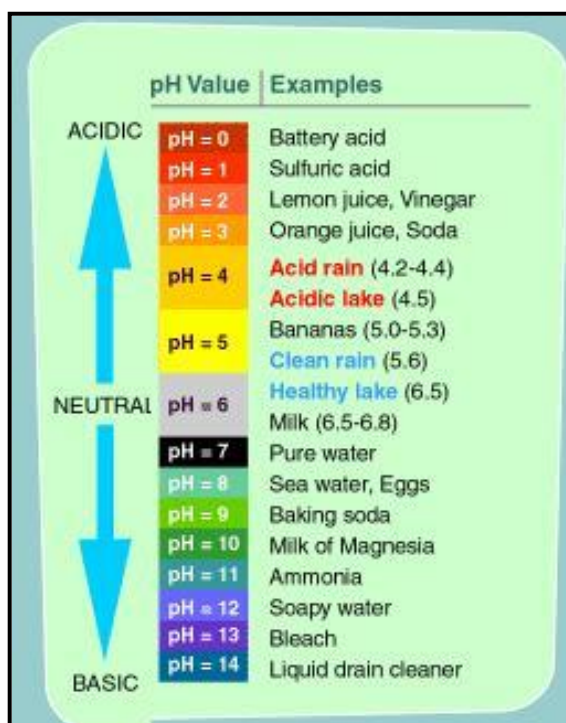 pH Value Examples
ACIDIC
pH = 0 Battery acid
pH = 1 Sulfuric acid
pH = 2 Lemon juice, Vinegar
pH = 3 Orange juice, Soda
pH = 4 Acid rain (4.2-4.4)
Acidic lake (4.5)
pH = 5 Bananas (5.0-5.3)
Clean rain (5.6)
NEUTRAL
pH = 6 Healthy lake (6.5)
Milk (6.5-6.8)
pH = 7 Pure water
pH = 8 Sea water, Eggs
pH = 9 Baking soda
pH = 10 Milk of Magnesia
pH = 11 Ammonia
pH = 12 Soapy water
pH = 13 Bleach
pH = 14 Liquid drain cleaner
BASIC